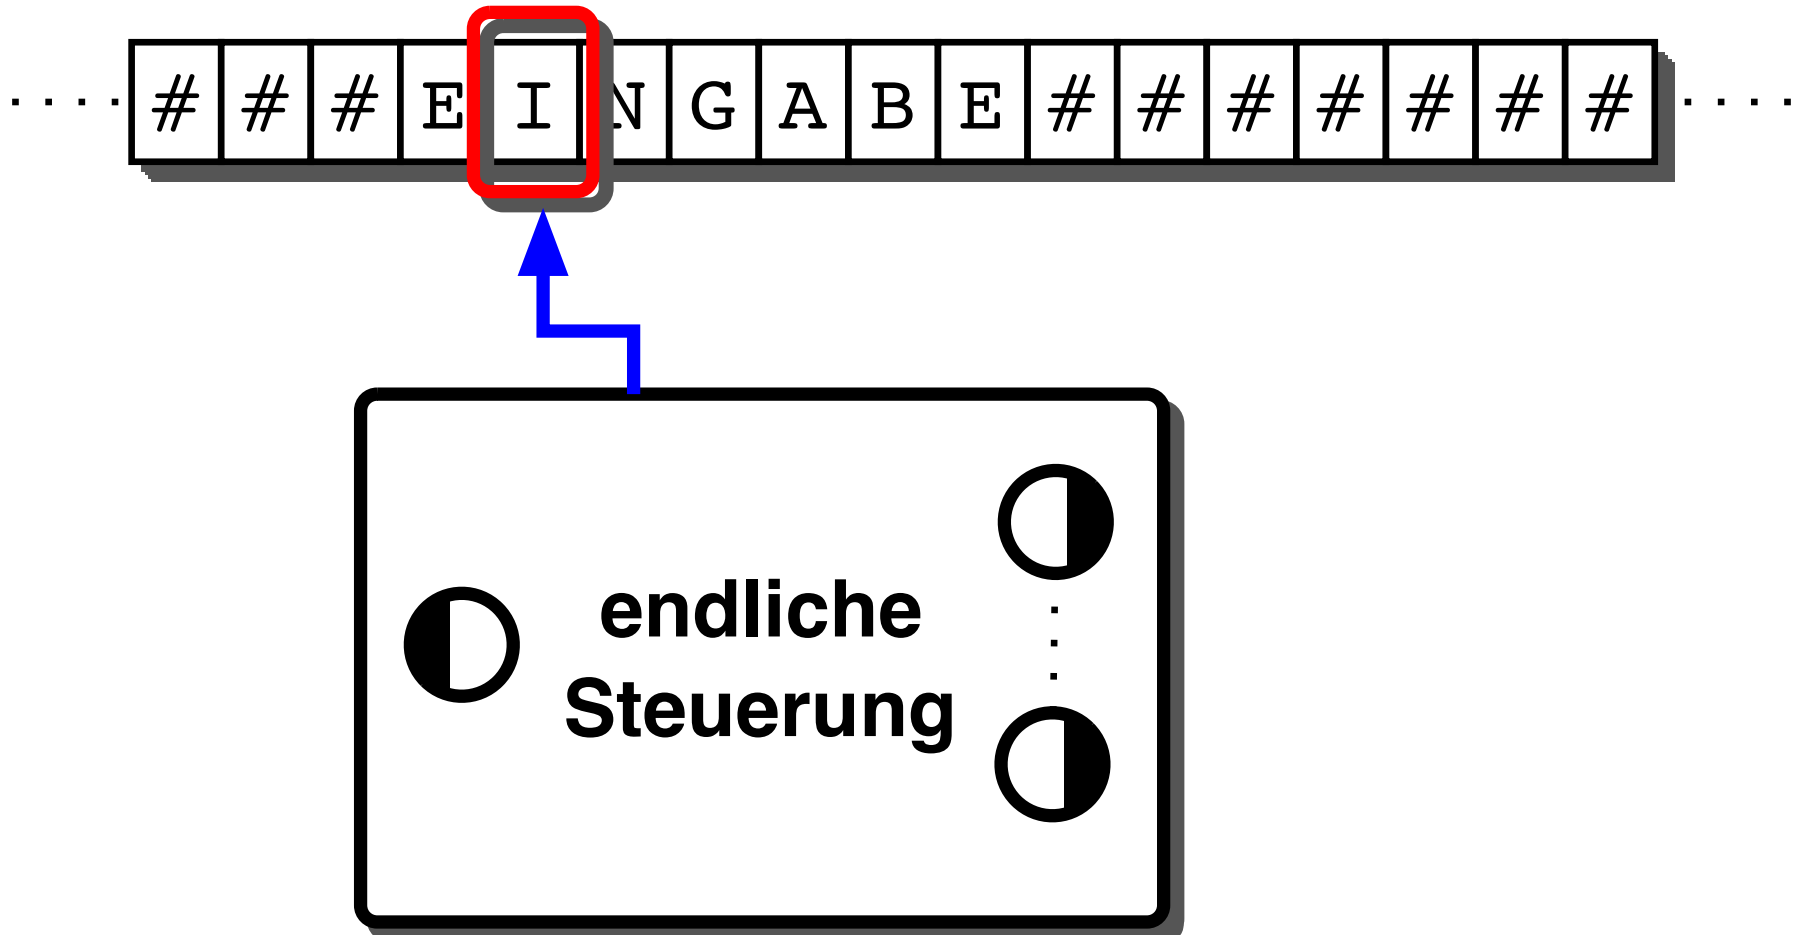 . . . . # # # E I N G A B E # # # # # # # . . . .
endliche
Steuerung